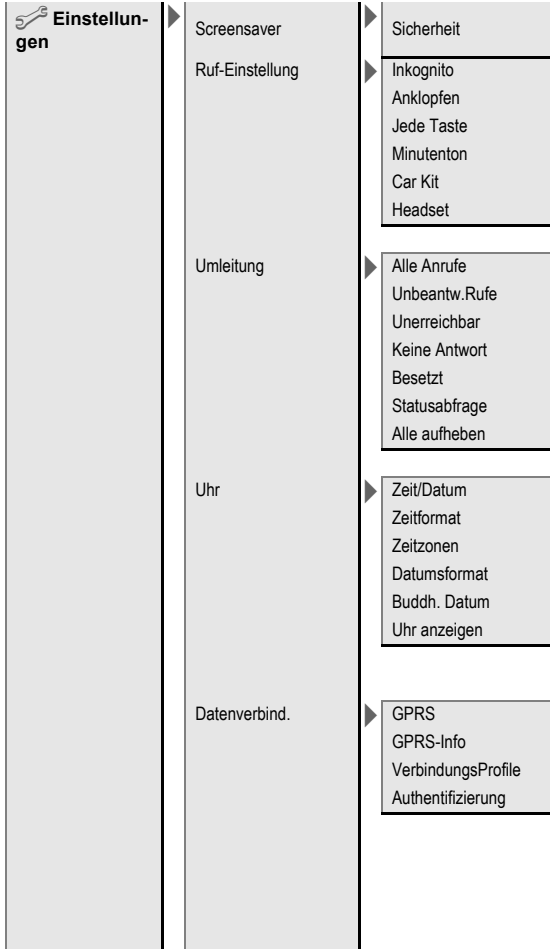 Einstellun-
gen
Screensaver
Sicherheit
Ruf-Einstellung
Inkognito
Anklopfen
Jede Taste
Minutenton
Car Kit
Headset
Umleitung
Alle Anrufe
Unbeantw.Rufe
Unerreichbar
Keine Antwort
Besetzt
Statusabfrage
Alle aufheben
Uhr
Zeit/Datum
Zeitformat
Zeitzonen
Datumsformat
Buddh. Datum
Uhr anzeigen
Datenverbind.
GPRS
GPRS-Info
VerbindungsProfile
Authentifizierung